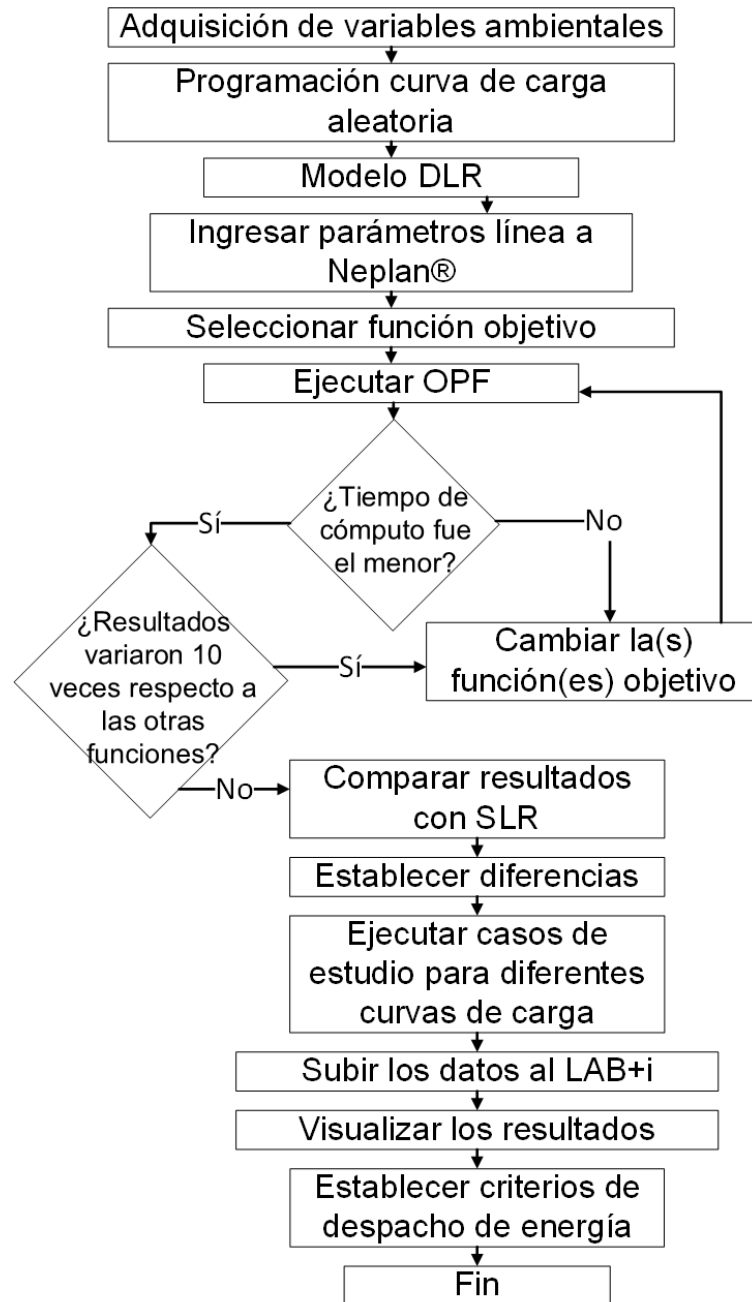 Adquisición de variables ambientales
Programación curva de carga
aleatoria
Modelo DLR
Ingresar parámetros línea a
Neplan®
Seleccionar función objetivo
Ejecutar OPF
¿Tiempo de
cómputo fue
el menor?
Sí
No
¿Resultados
variaron 10
veces respecto a
las otras
funciones?
Sí
Cambiar la(s)
función(es) objetivo
No
Comparar resultados
con SLR
Establecer diferencias
Ejecutar casos de
estudio para diferentes
curvas de carga
Subir los datos al LAB+i
Visualizar los resultados
Establecer criterios de
despacho de energía
Fin